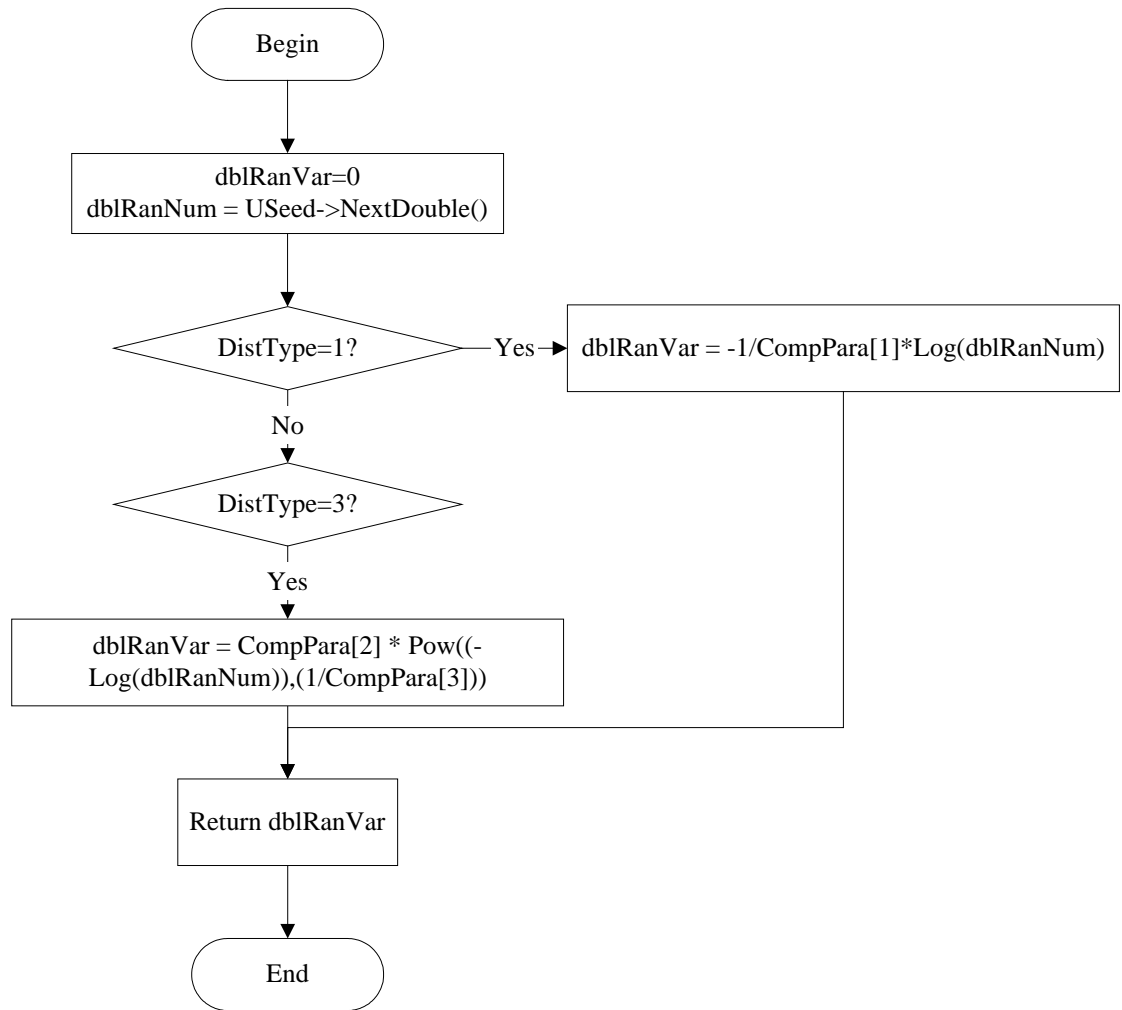 Begin
dblRanVar=0
dblRanNum = USeed->NextDouble()
DistType=1?
Yes
dblRanVar = -1/CompPara[1]*Log(dblRanNum)
No
DistType=3?
Yes
dblRanVar = CompPara[2] * Pow((-
Log(dblRanNum)),(1/CompPara[3]))
Return dblRanVar
End